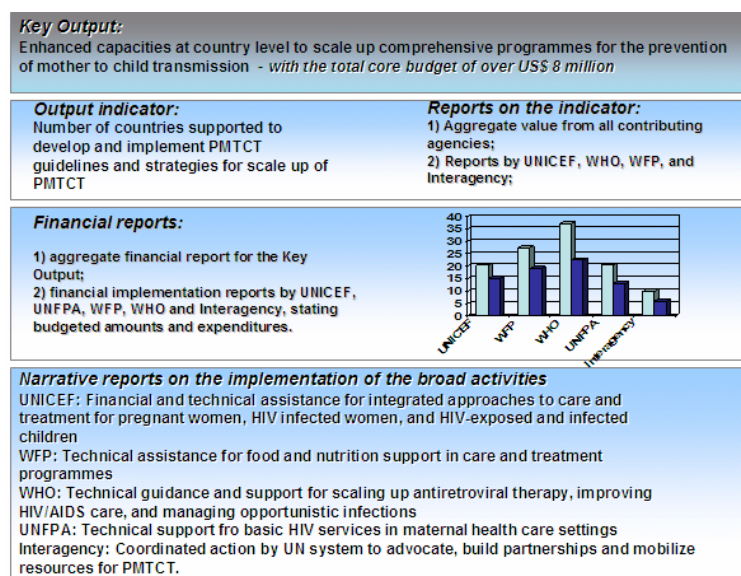 Key Output:
Enhanced capacities at country level to scale up comprehensive programmes for the prevention
of mother to child transmission - with the total core budget of over US$ 8 million
Output indicator:
Number of countries supported to
develop and implement PMTCT
guidelines and strategies for scale up of
PMTCT
Reports on the indicator:
1) Aggregate value from all contributing
agencies;
2) Reports by UNICEF, WHO, WFP, and
Interagency;
Financial reports:
1) aggregate financial report for the Key
Output;
2) financial implementation reports by UNICEF,
UNFPA, WFP, WHO and Interagency, stating
budgeted amounts and expenditures.
40
35
30
25
20
15
10
5
0
UNICEF
WFP
WHO
UNFPA
Interagency
Narrative reports on the implementation of the broad activities
UNICEF: Financial and technical assistance for integrated approaches to care and
treatment for pregnant women, HIV infected women, and HIV-exposed and infected
children
WFP: Technical assistance for food and nutrition support in care and treatment
programmes
WHO: Technical guidance and support for scaling up antiretroviral therapy, improving
HIV/AIDS care, and managing opportunistic infections
UNFPA: Technical support fro basic HIV services in maternal health care settings
Interagency: Coordinated action by UN system to advocate, build partnerships and mobilize
resources for PMTCT.